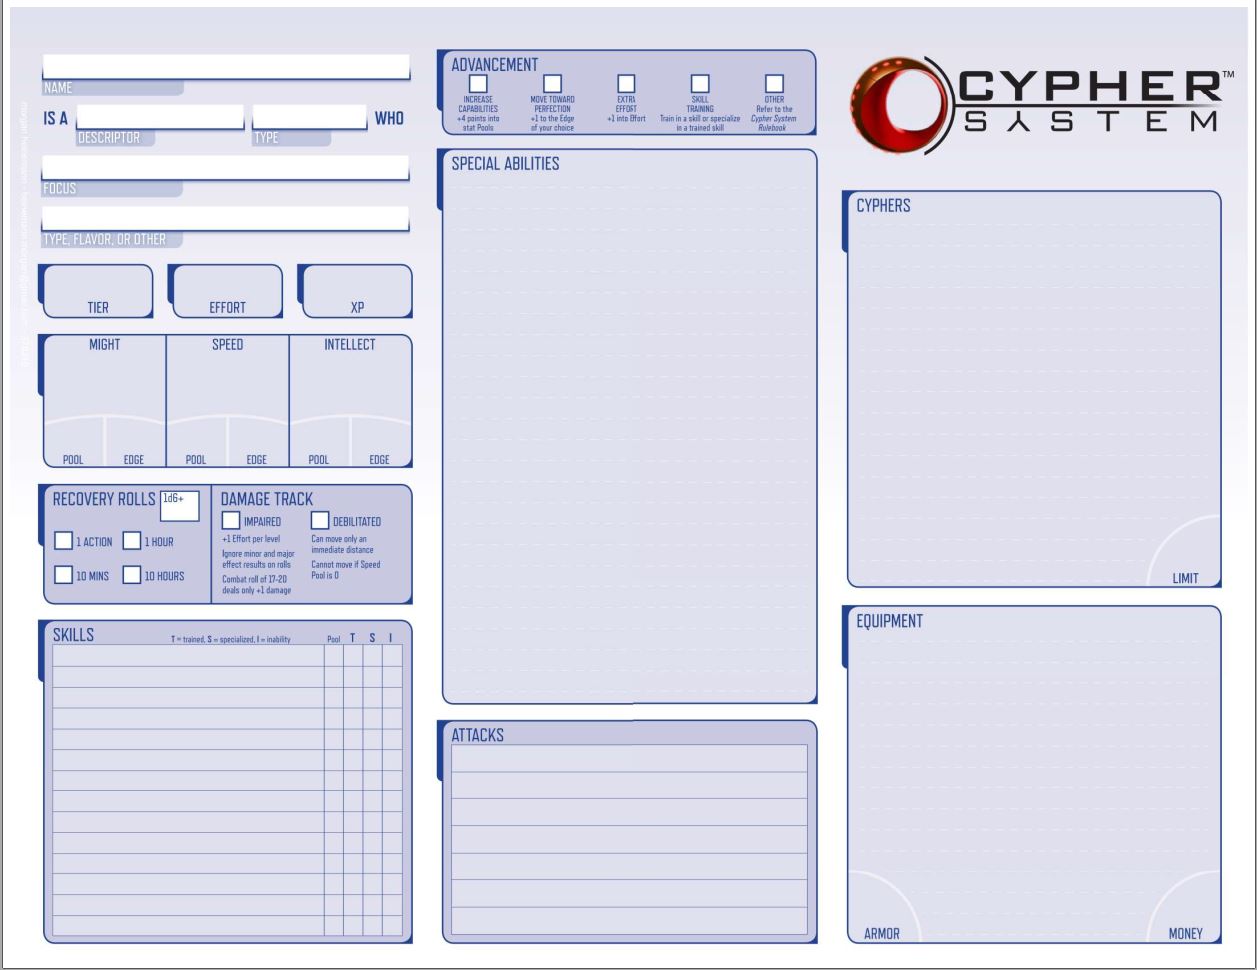 NAME
IS A
WHO
DESCRIPTOR
TYPE
FOCUS
TYPE, FLAVOR, OR OTHER
TIER
EFFORT
XP
MIGHT
SPEED
INTELLECT
POOL
EDGE
POOL
EDGE
POOL
EDGE
RECOVERY ROLLS
1d6+
1 ACTION
1 HOUR
10 MINS
10 HOURS
DAMAGE TRACK
IMPAIRED
+1 Effort per level
Ignore minor and major
effect results on rolls
Combat roll of 17-20
deals only +1 damage
DEBILITATED
Can move only an
immediate distance
Cannot move if Speed
Pool is 0
SKILLS
T = trained, S = specialized, I = inability
Pool T S I
ADVANCEMENT
INCREASE
CAPABILITIES
+4 points into
stat Pools
MOVE TOWARD
PERFECTION
+1 to the Edge
of your choice
EXTRA
EFFORT
+1 into Effort
SKILL
TRAINING
Train in a skill or specialize
in a trained skill
OTHER
Refer to the
Cypher System
Rulebook
SPECIAL ABILITIES
ATTACKS
CYPHER™
SYSTEM
CYPHERS
LIMIT
EQUIPMENT
ARMOR
MONEY